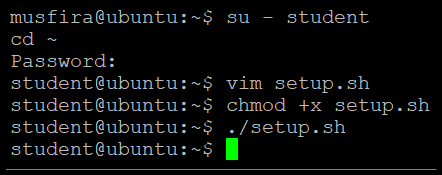 musfira@ubuntu:~$ su - student
cd ~
Password:
student@ubuntu:~$ vim setup.sh
student@ubuntu:~$ chmod +x setup.sh
student@ubuntu:~$ ./setup.sh
student@ubuntu:~$